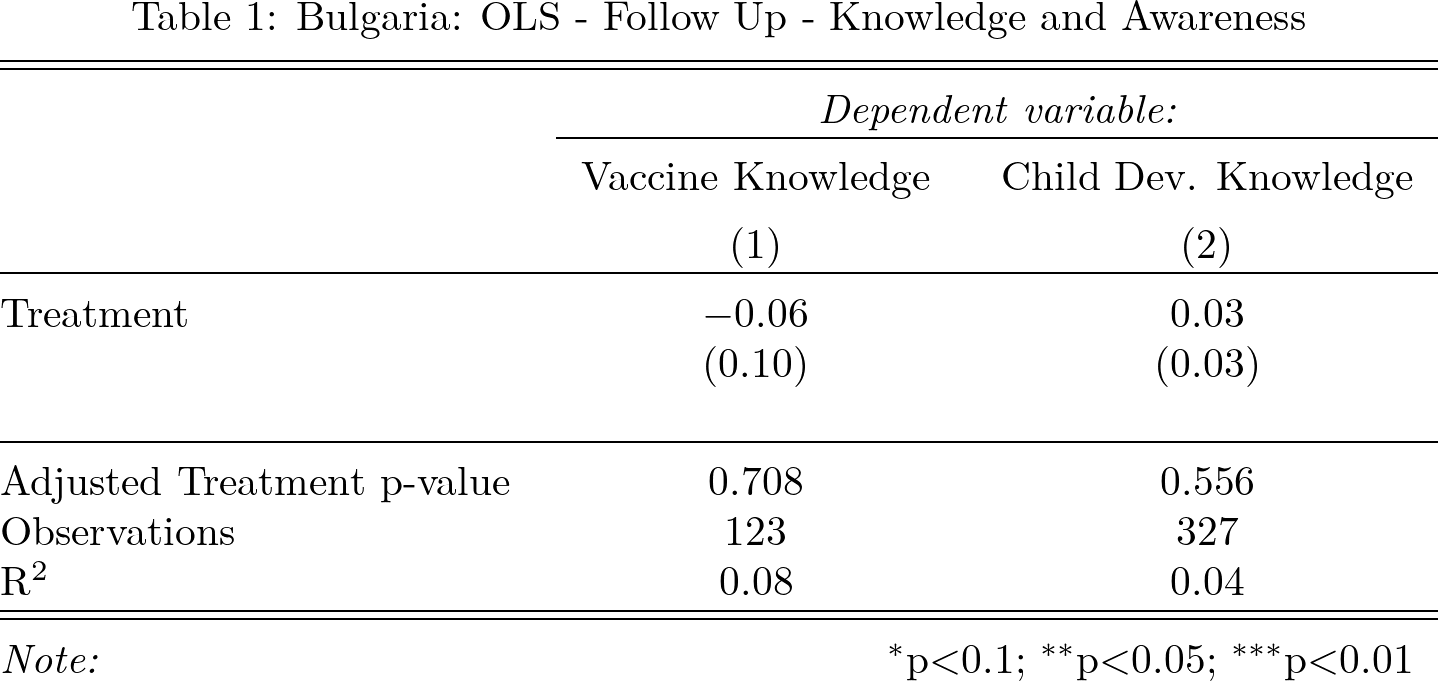 Table 1: Bulgaria: OLS - Follow Up - Knowledge and Awareness
Dependent variable:
Vaccine Knowledge Child Dev. Knowledge
(1) (2)
Treatment −0.06 0.03
(0.10) (0.03)
Adjusted Treatment p-value 0.708 0.556
Observations 123 327
R² 0.08 0.04
Note: *p<0.1; **p<0.05; ***p<0.01